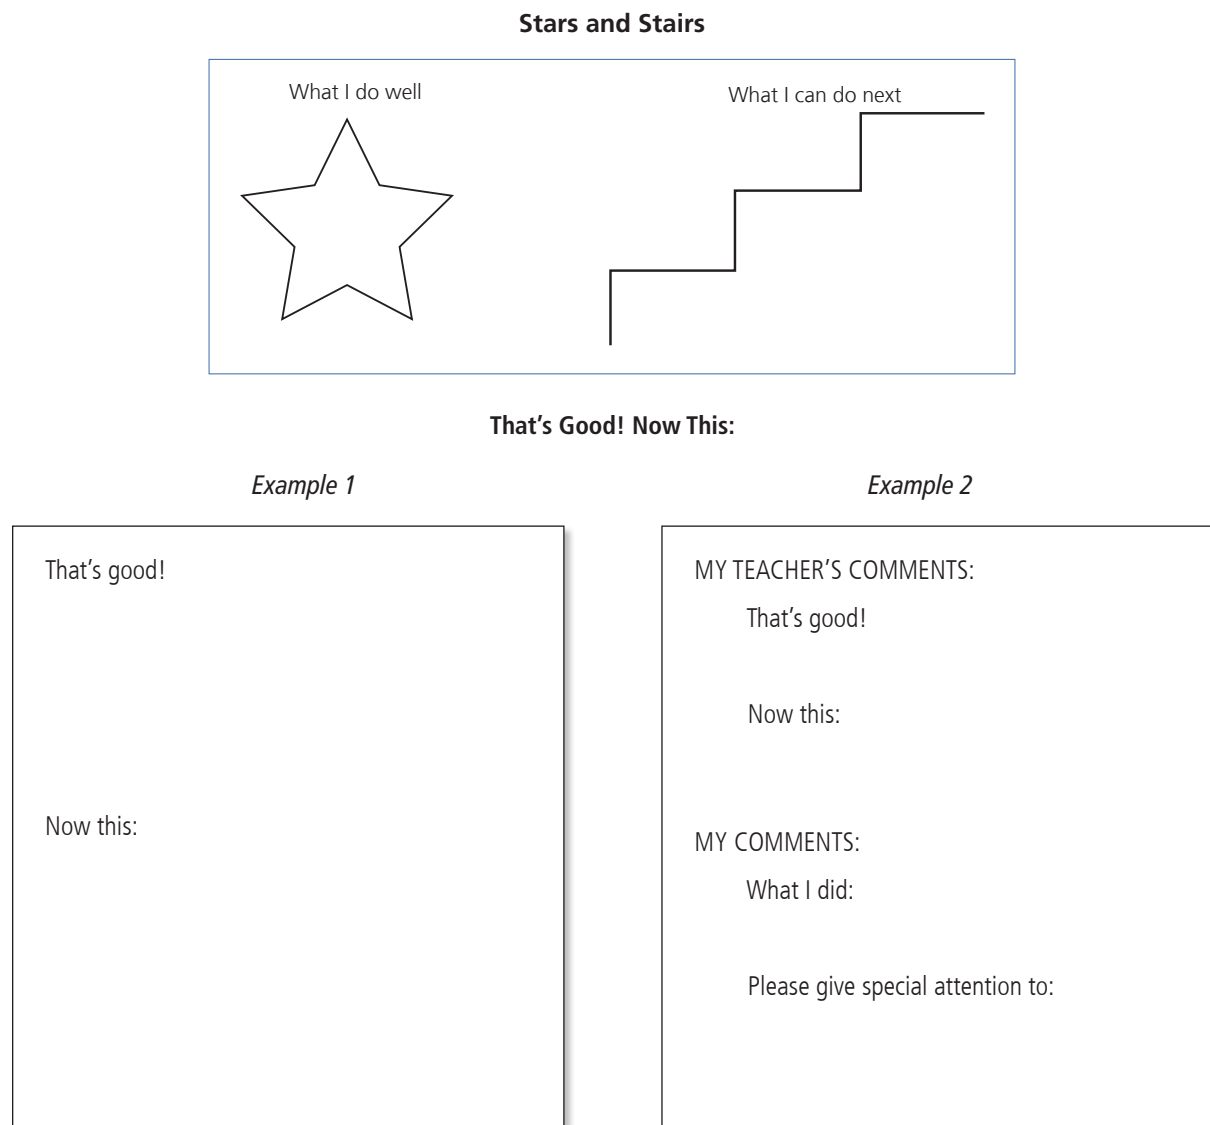 Stars and Stairs
What I do well
What I can do next
That’s Good! Now This:
Example 1
Example 2
That’s good!
Now this:
MY TEACHER’S COMMENTS:
That’s good!
Now this:
MY COMMENTS:
What I did:
Please give special attention to: